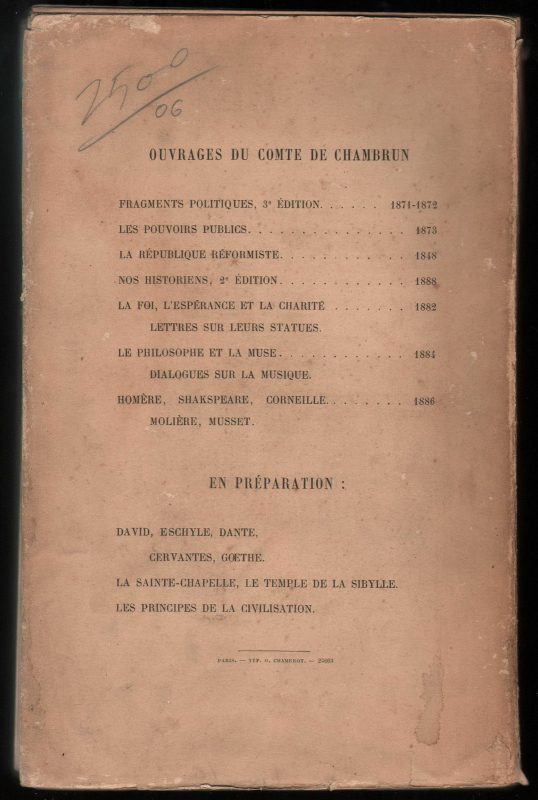 2500
06
OUVRAGES DU COMTE DE CHAMBRUN
FRAGMENTS POLITIQUES, 3e ÉDITION. . . . . . 1871-1872
LES POUVOIRS PUBLICS. . . . . . . . . . . . . . . . 1873
LA RÉPUBLIQUE RÉFORMISTE. . . . . . . . . . . . . 1848
NOS HISTORIENS, 2e ÉDITION. . . . . . . . . . . . . 1888
LA FOI, L'ESPÉRANCE ET LA CHARITÉ . . . . . . . 1882
LETTRES SUR LEURS STATUES.
LE PHILOSOPHE ET LA MUSE. . . . . . . . . . . . . 1884
DIALOGUES SUR LA MUSIQUE.
HOMÈRE, SHAKSPEARE, CORNEILLE. . . . . . . . 1886
MOLIÈRE, MUSSET.
EN PRÉPARATION :
DAVID, ESCHYLE, DANTE,
CERVANTES, GŒTHE.
LA SAINTE-CHAPELLE, LE TEMPLE DE LA SIBYLLE.
LES PRINCIPES DE LA CIVILISATION.
PARIS. — TYP. G. CHAMEROT. —